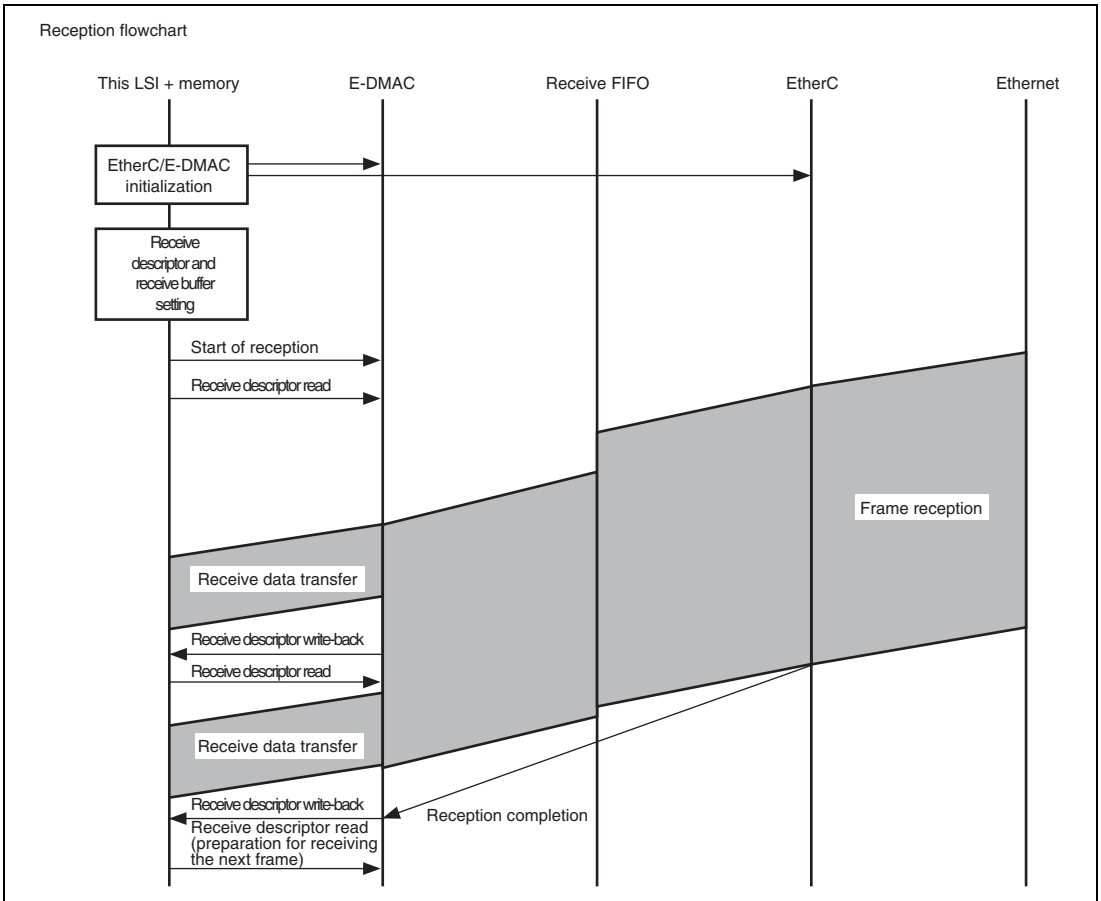 Reception flowchart
This LSI + memory
E-DMAC
Receive FIFO
EtherC
Ethernet
EtherC/E-DMAC
initialization
Receive
descriptor and
receive buffer
setting
Start of reception
Receive descriptor read
Frame reception
Receive data transfer
Receive descriptor write-back
Receive descriptor read
Receive data transfer
Receive descriptor write-back
Reception completion
Receive descriptor read
(preparation for receiving
the next frame)